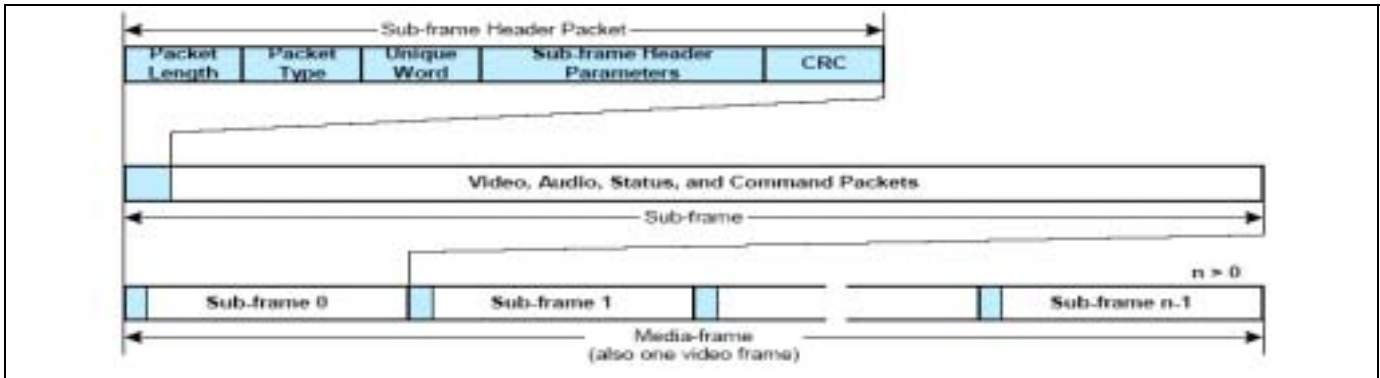 Sub-frame Header Packet
Packet Length
Packet Type
Unique Word
Sub-frame Header Parameters
CRC
Video, Audio, Status, and Command Packets
Sub-frame
n > 0
Sub-frame 0
Sub-frame 1
Sub-frame n-1
Media-frame
(also one video frame)